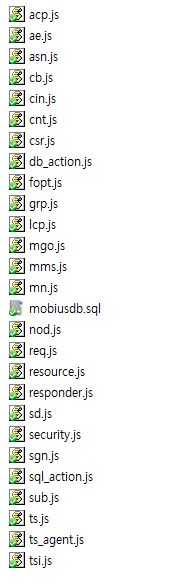 acp.js
ae.js
asn.js
cb.js
cin.js
cnt.js
csr.js
db_action.js
fopt.js
grp.js
lcp.js
mgo.js
mms.js
mn.js
mobiusdb.sql
nod.js
req.js
resource.js
responder.js
sd.js
security.js
sgn.js
sql_action.js
sub.js
ts.js
ts_agent.js
tsi.js